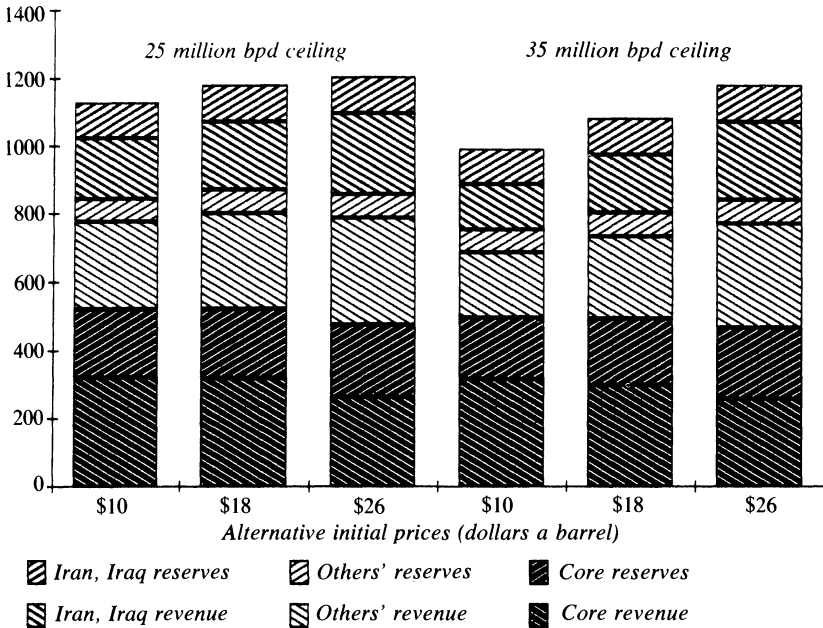 1400
25 million bpd ceiling
35 million bpd ceiling
1200
1000
800
600
400
200
0
$10 $18 $26 $10 $18 $26
Alternative initial prices (dollars a barrel)
Iran, Iraq reserves Others' reserves Core reserves
Iran, Iraq revenue Others' revenue Core revenue